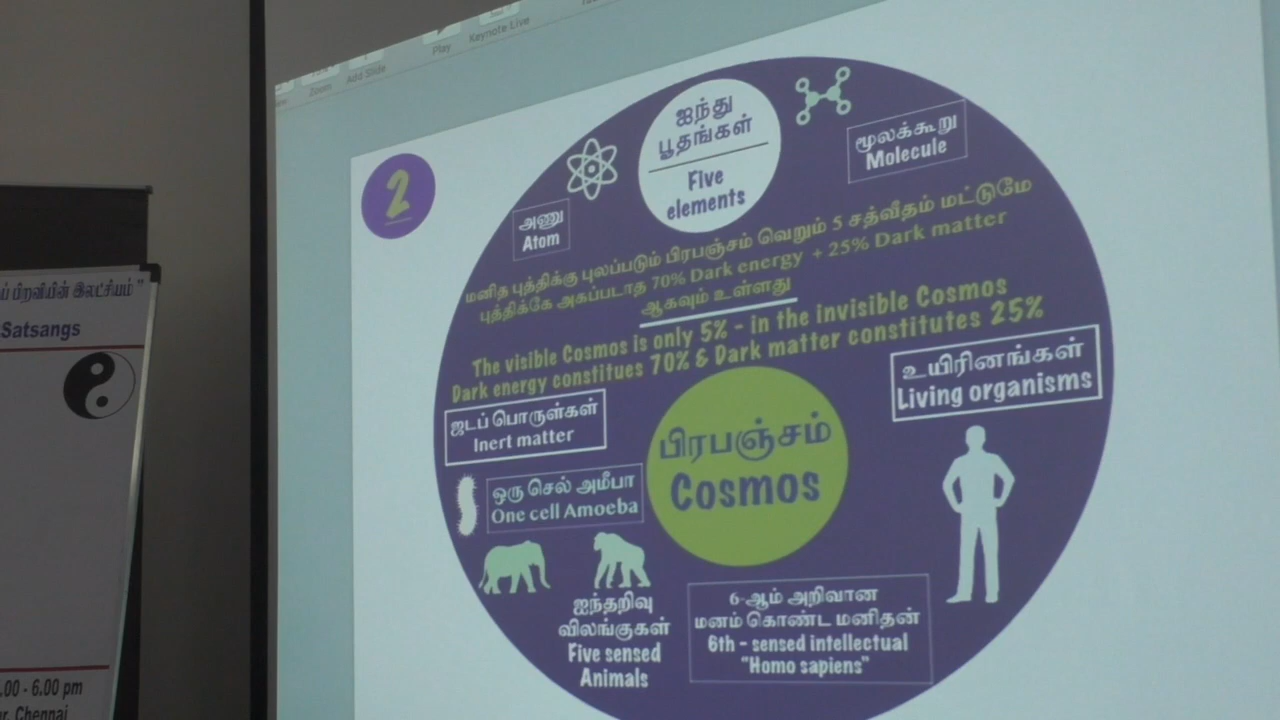 Play
Keynote Live
Zoom
Add Slide
2
ஐந்து
பூதங்கள்
Five
elements
அணு
Atom
மூலக்கூறு
Molecule
மனித புத்திக்கு புலப்படும் பிரபஞ்சம் வெறும் 5 சத்வீதம் மட்டுமே
புத்திக்கே அகப்படாத 70% Dark energy + 25% Dark matter
ஆகவும் உள்ளது
The visible Cosmos is only 5% - in the invisible Cosmos
Dark energy constitues 70% & Dark matter constitutes 25%
ஜடப் பொருள்கள்
Inert matter
உயிரினங்கள்
Living organisms
பிரபஞ்சம்
Cosmos
ஒரு செல் அமீபா
One cell Amoeba
ஐந்தறிவு
விலங்குகள்
Five sensed
Animals
6-ஆம் அறிவான
மனம் கொண்ட மனிதன்
6th - sensed intellectual
"Homo sapiens"
பிறவியின் இலட்சியம் "
Satsangs
.00 - 6.00 pm
Chennai